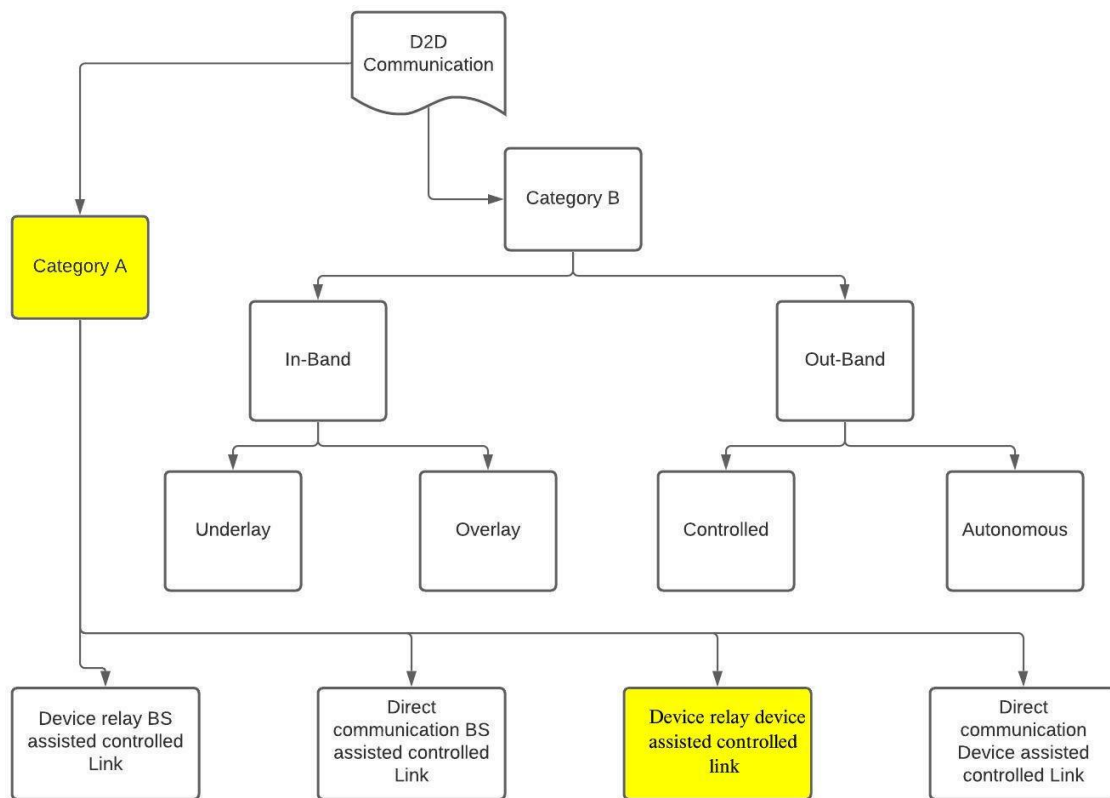 D2D
Communication
Category B
Category A
In-Band
Out-Band
Underlay
Overlay
Controlled
Autonomous
Device relay BS
assisted controlled
Link
Direct
communication BS
assisted controlled
Link
Device relay device
assisted controlled
link
Direct
communication
Device assisted
controlled Link